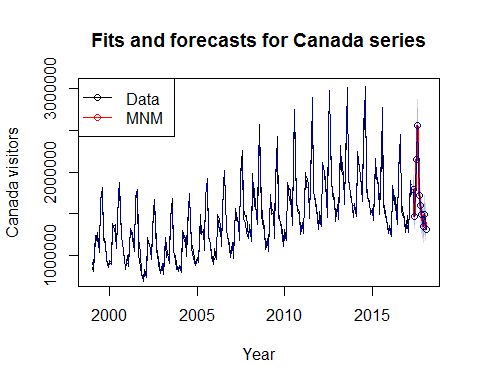 Fits and forecasts for Canada series
Canada visitors
3000000
2000000
1000000
Data
MNM
2000
2005
2010
2015
Year